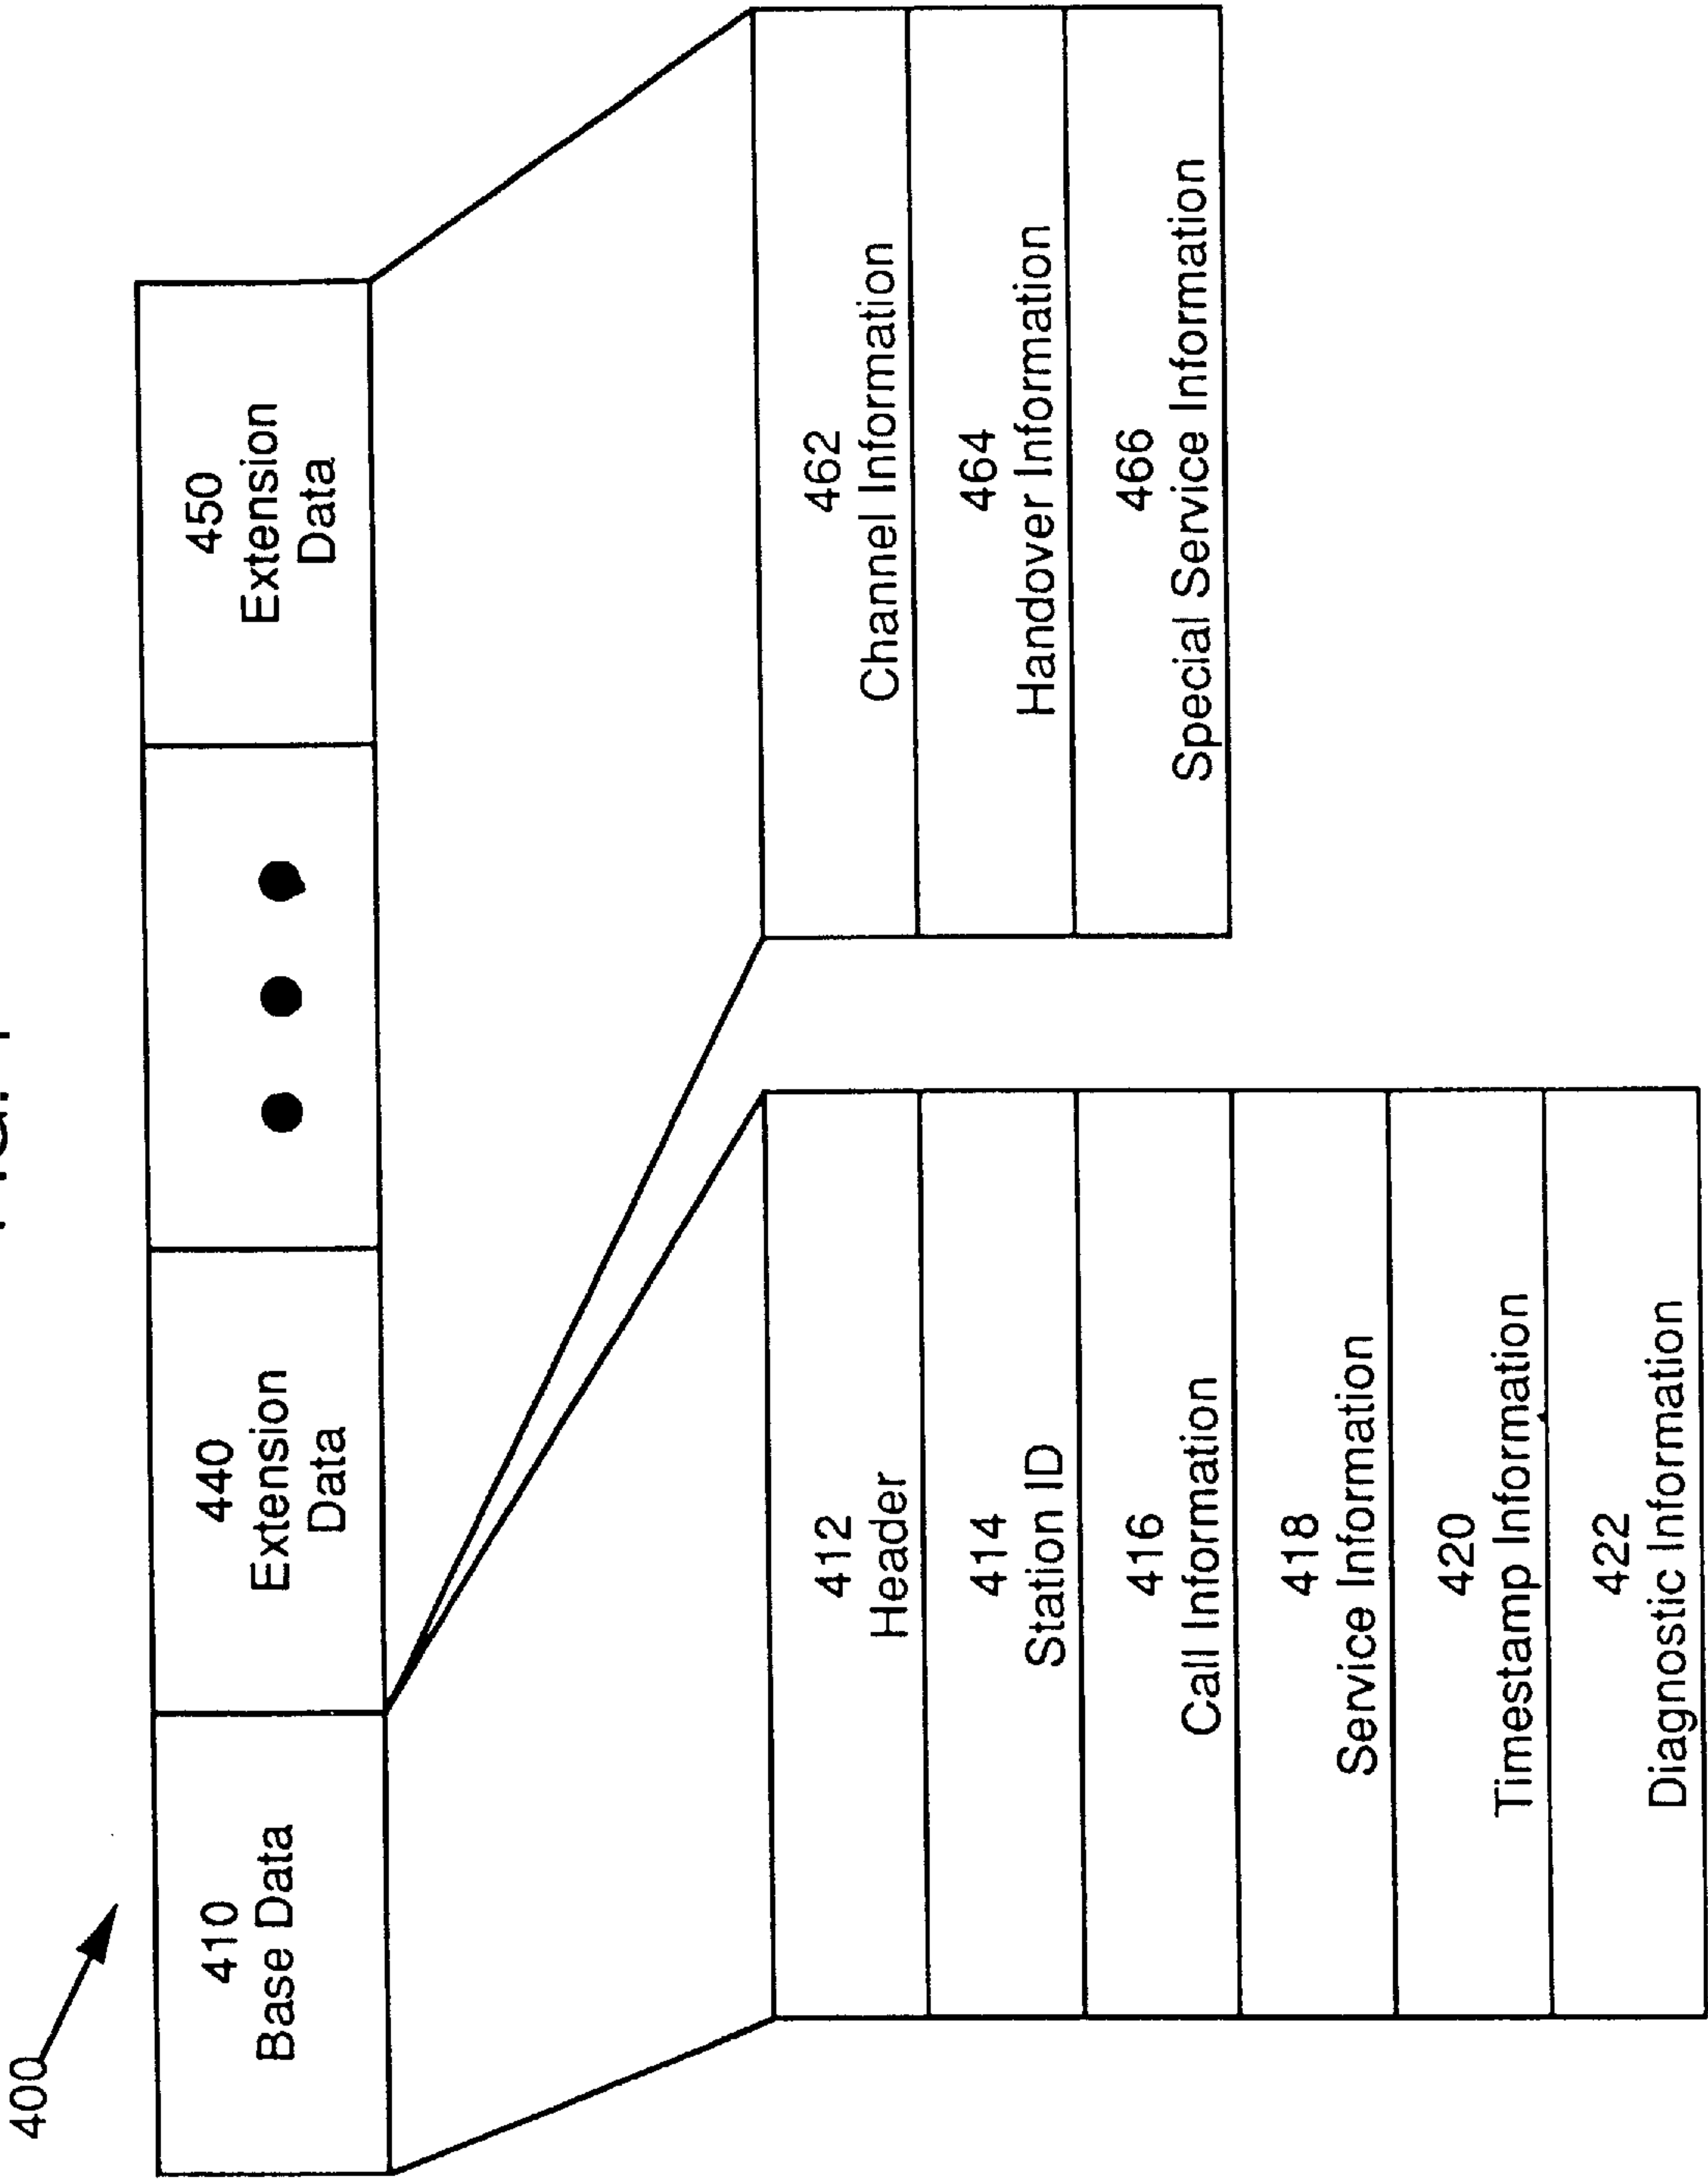 400
410
Base Data
440
Extension
Data
450
Extension
Data
412
Header
414
Station ID
416
Call Information
418
Service Information
420
Timestamp Information
422
Diagnostic Information
462
Channel Information
464
Handover Information
466
Special Service Information